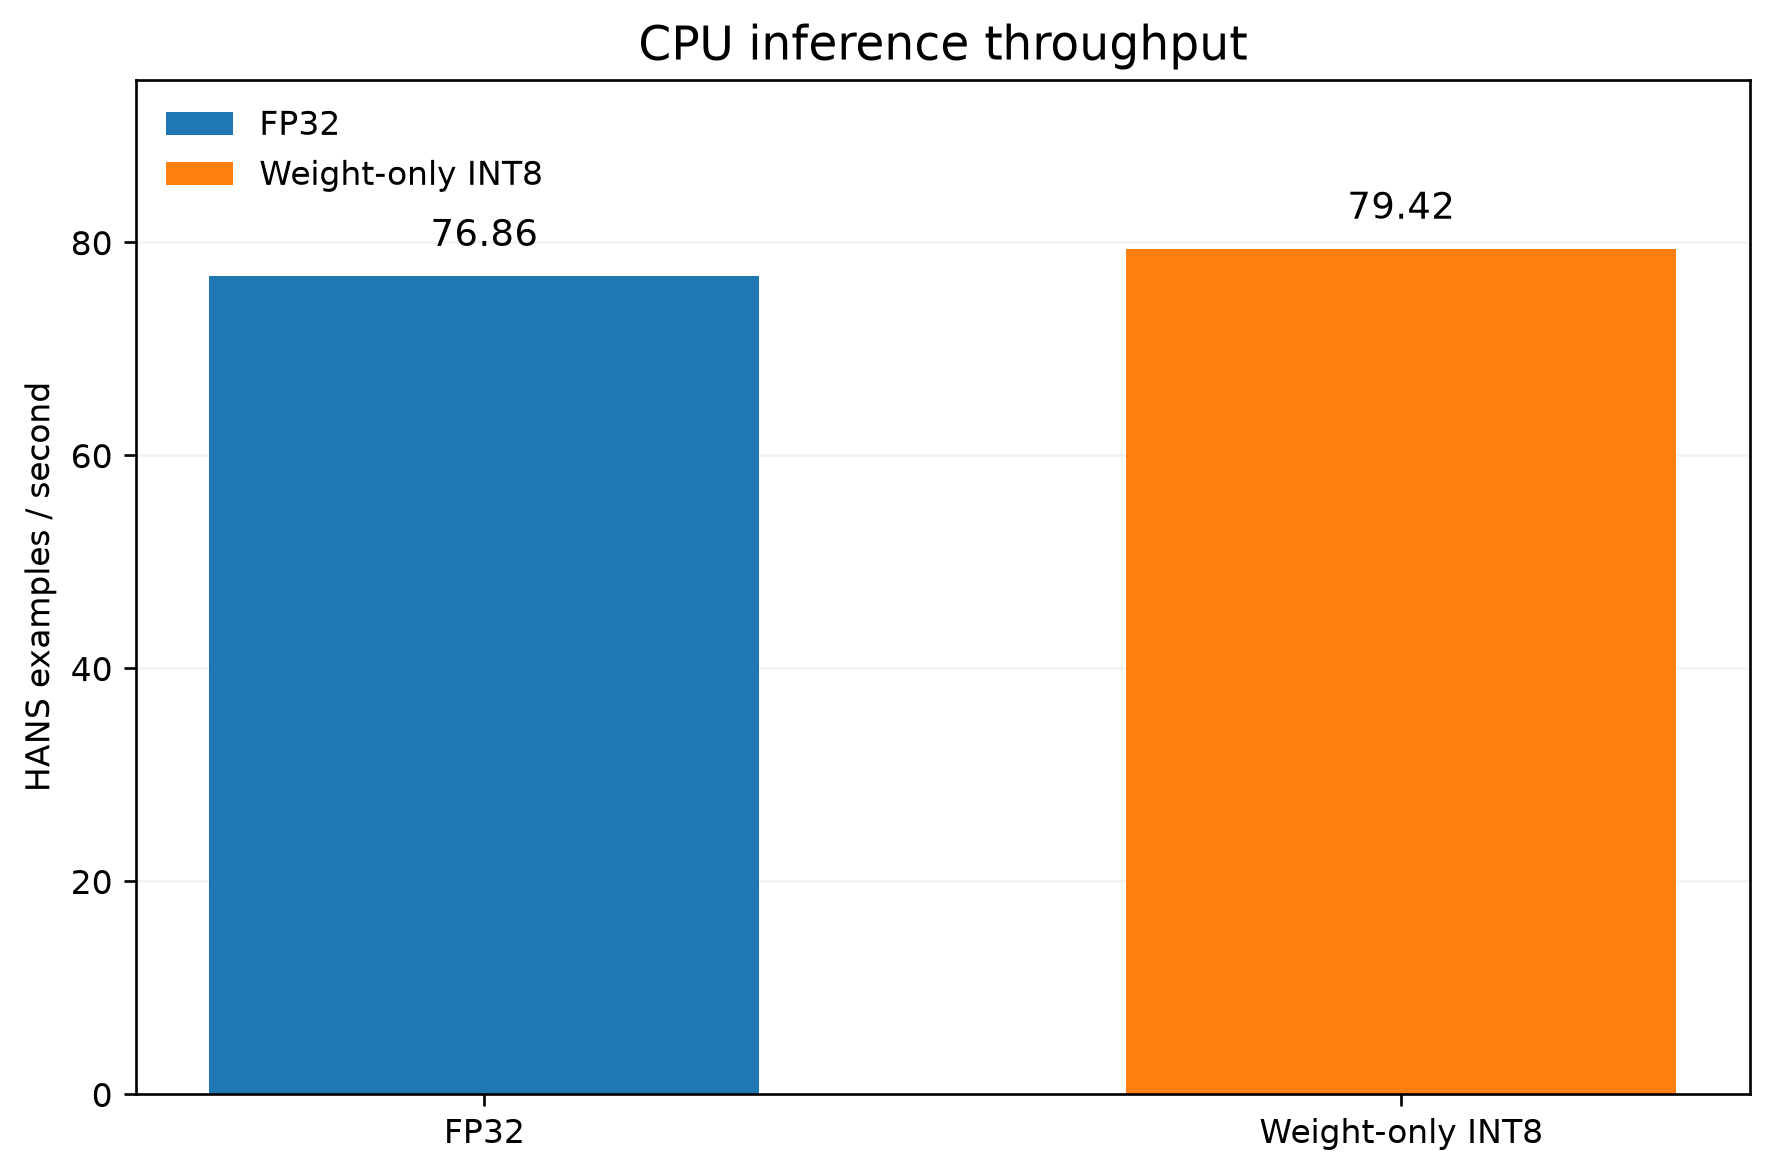 CPU inference throughput
FP32
Weight-only INT8
76.86
79.42
80
60
40
20
0
HANS examples / second
FP32
Weight-only INT8